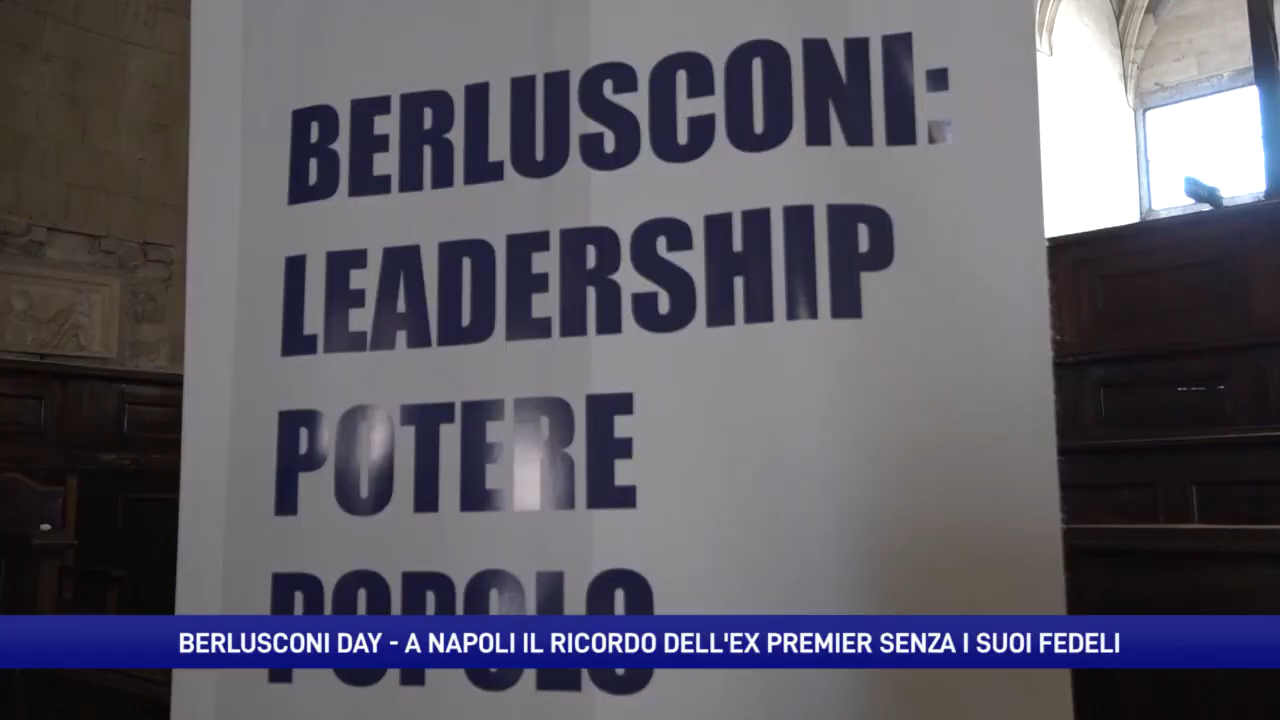 BERLUSCONI:
LEADERSHIP
POTERE
POPOLO
BERLUSCONI DAY - A NAPOLI IL RICORDO DELL'EX PREMIER SENZA I SUOI FEDELI